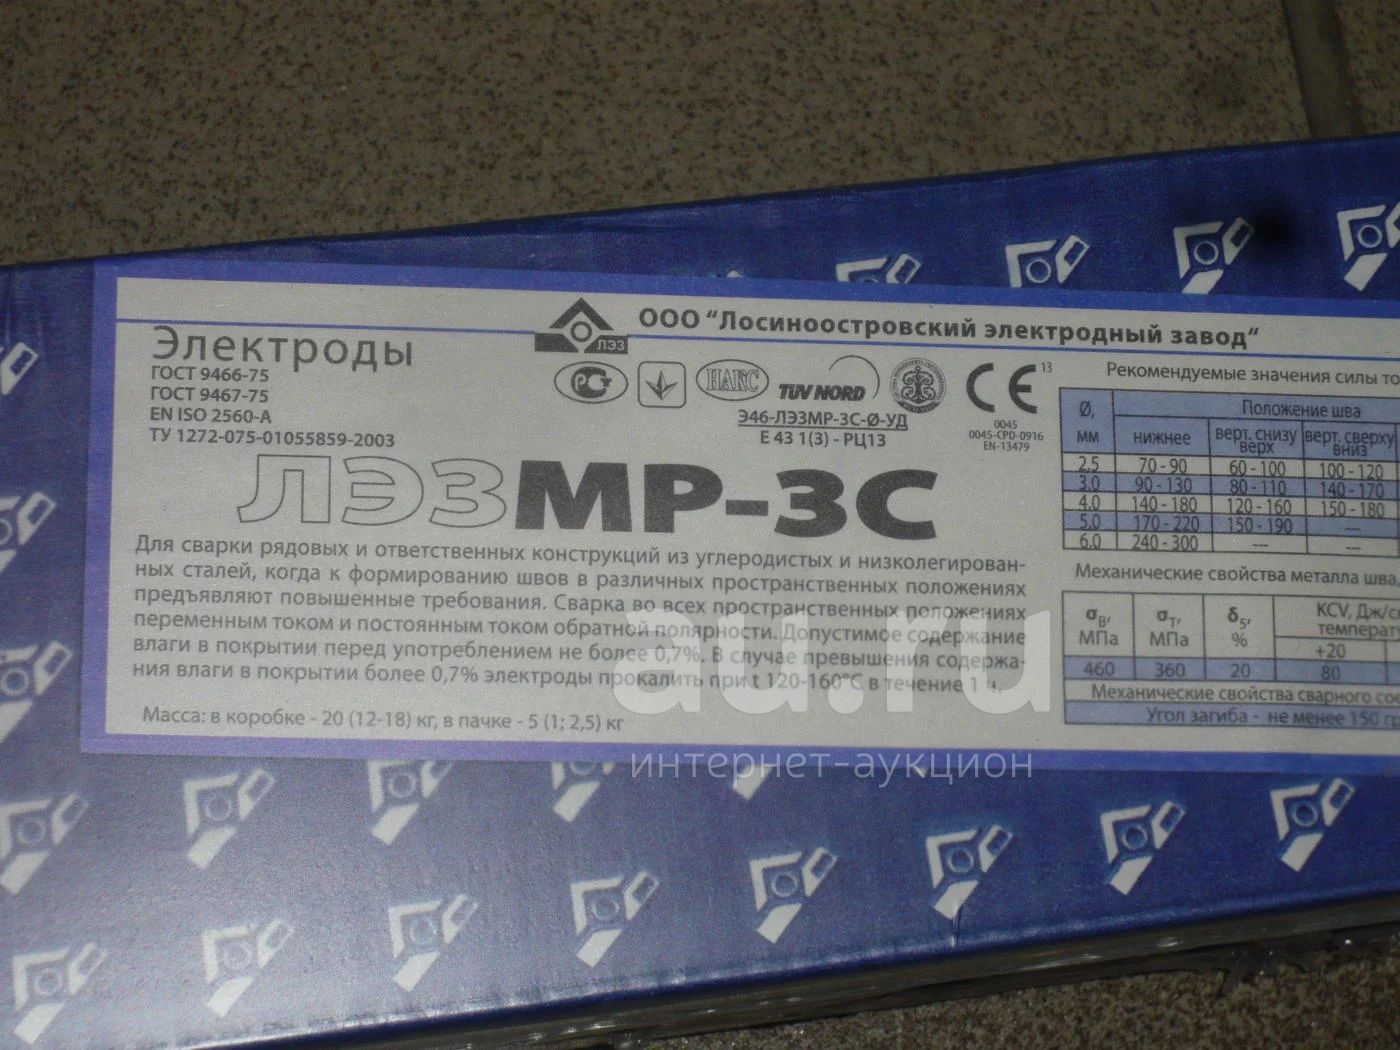 ООО "Лосиноостровский электродный завод"
ЛЭЗ
Электроды
ГОСТ 9466-75
ГОСТ 9467-75
EN ISO 2560-A
ТУ 1272-075-01055859-2003
РСТ
НАКС
TÜV NORD
CE 13
0045
0045-CPD-0916
EN-13479
Э46-ЛЭЗМР-3С-Ø-УД
Е 43 1(3) - РЦ13
ЛЭЗМР-3С
Для сварки рядовых и ответственных конструкций из углеродистых и низколегирован-
ных сталей, когда к формированию швов в различных пространственных положениях
предъявляют повышенные требования. Сварка во всех пространственных положениях
переменным током и постоянным током обратной полярности. Допустимое содержание
влаги в покрытии перед употреблением не более 0,7%. В случае превышения содержа-
ния влаги в покрытии более 0,7% электроды прокалить при t 120-160°С в течение 1 ч.
Масса: в коробке - 20 (12-18) кг, в пачке - 5 (1; 2,5) кг
Рекомендуемые значения силы то
Ø, мм Положение шва
нижнее верт. снизу вверх верт. сверху вниз
2.5 70 - 90 60 - 100 100 - 120
3.0 90 - 130 80 - 110 140 - 170
4.0 140 - 180 120 - 160 150 - 180
5.0 170 - 220 150 - 190 ---
6.0 240 - 300 --- ---
Механические свойства металла шва,
σВ, МПа σТ, МПа δ5, % KCV, Дж/с
температ
+20
460 360 20 80
Механические свойства сварного со
Угол загиба - не менее 150 г
au.ru
интернет-аукцион